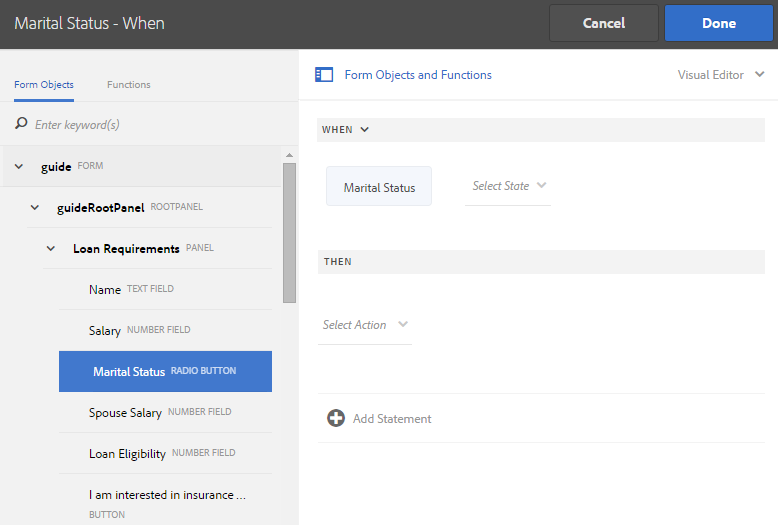 Marital Status - When
Cancel
Done
Form Objects
Functions
Enter keyword(s)
guide FORM
guideRootPanel ROOTPANEL
Loan Requirements PANEL
Name TEXT FIELD
Salary NUMBER FIELD
Marital Status RADIO BUTTON
Spouse Salary NUMBER FIELD
Loan Eligibility NUMBER FIELD
I am interested in insurance ...
BUTTON
Form Objects and Functions
Visual Editor
WHEN
Marital Status
Select State
THEN
Select Action
Add Statement